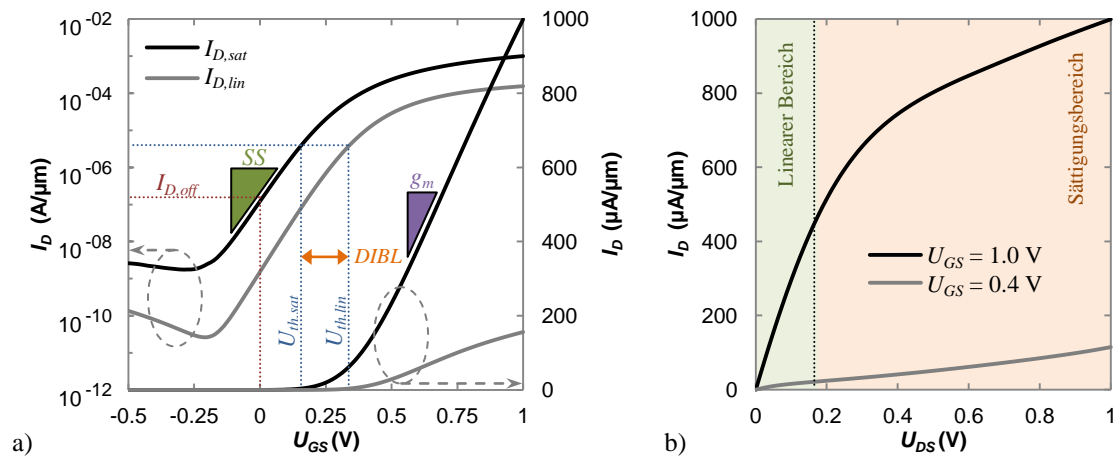 10⁻⁰²
10⁻⁰⁴
10⁻⁰⁶
10⁻⁰⁸
10⁻¹⁰
10⁻¹²
I_D (A/µm)
I_D,sat
I_D,lin
SS
I_D,off
g_m
DIBL
U_th.sat
U_th.lin
1000
800
600
400
200
0
I_D (µA/µm)
-0.5 -0.25 0 0.25 0.5 0.75 1
U_GS (V)
a)
1000
800
600
400
200
0
I_D (µA/µm)
Linearer Bereich
Sättigungsbereich
U_GS = 1.0 V
U_GS = 0.4 V
0 0.2 0.4 0.6 0.8 1
U_DS (V)
b)